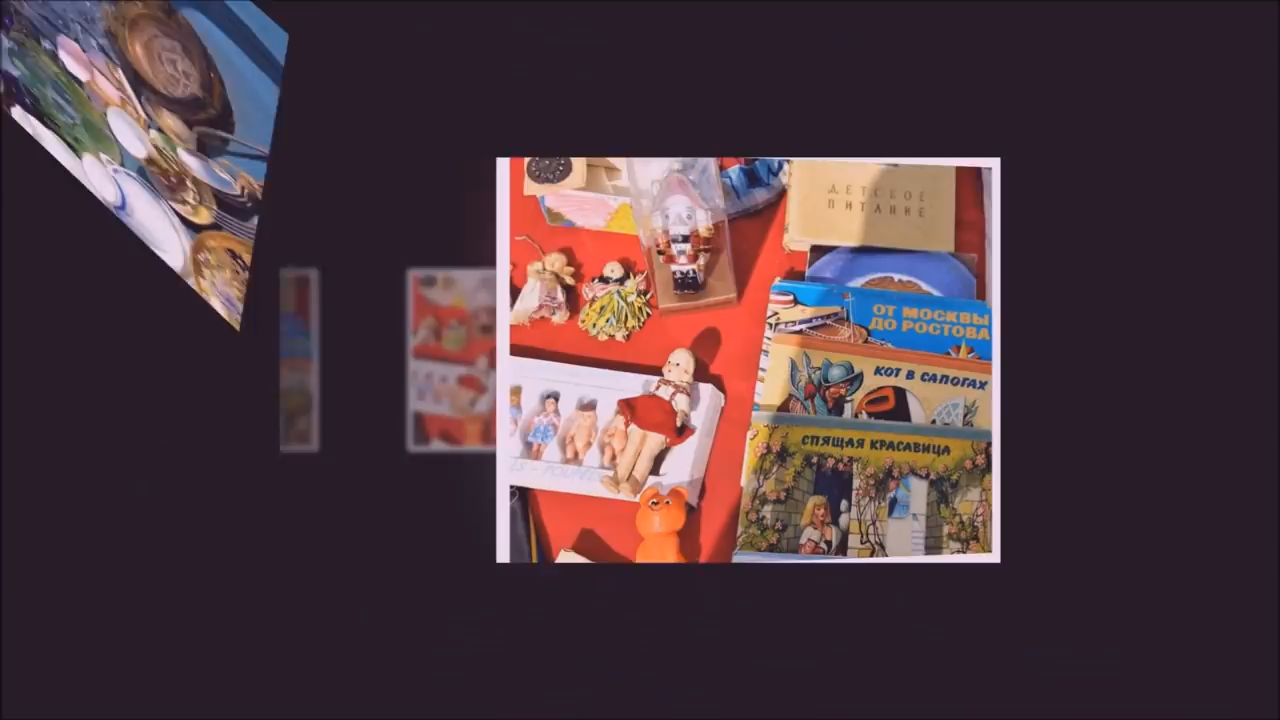 ДЕТСКОЕ
ПИТАНИЕ
ОТ МОСКВЫ
ДО РОСТОВА
КОТ В САПОГАХ
СПЯЩАЯ КРАСАВИЦА